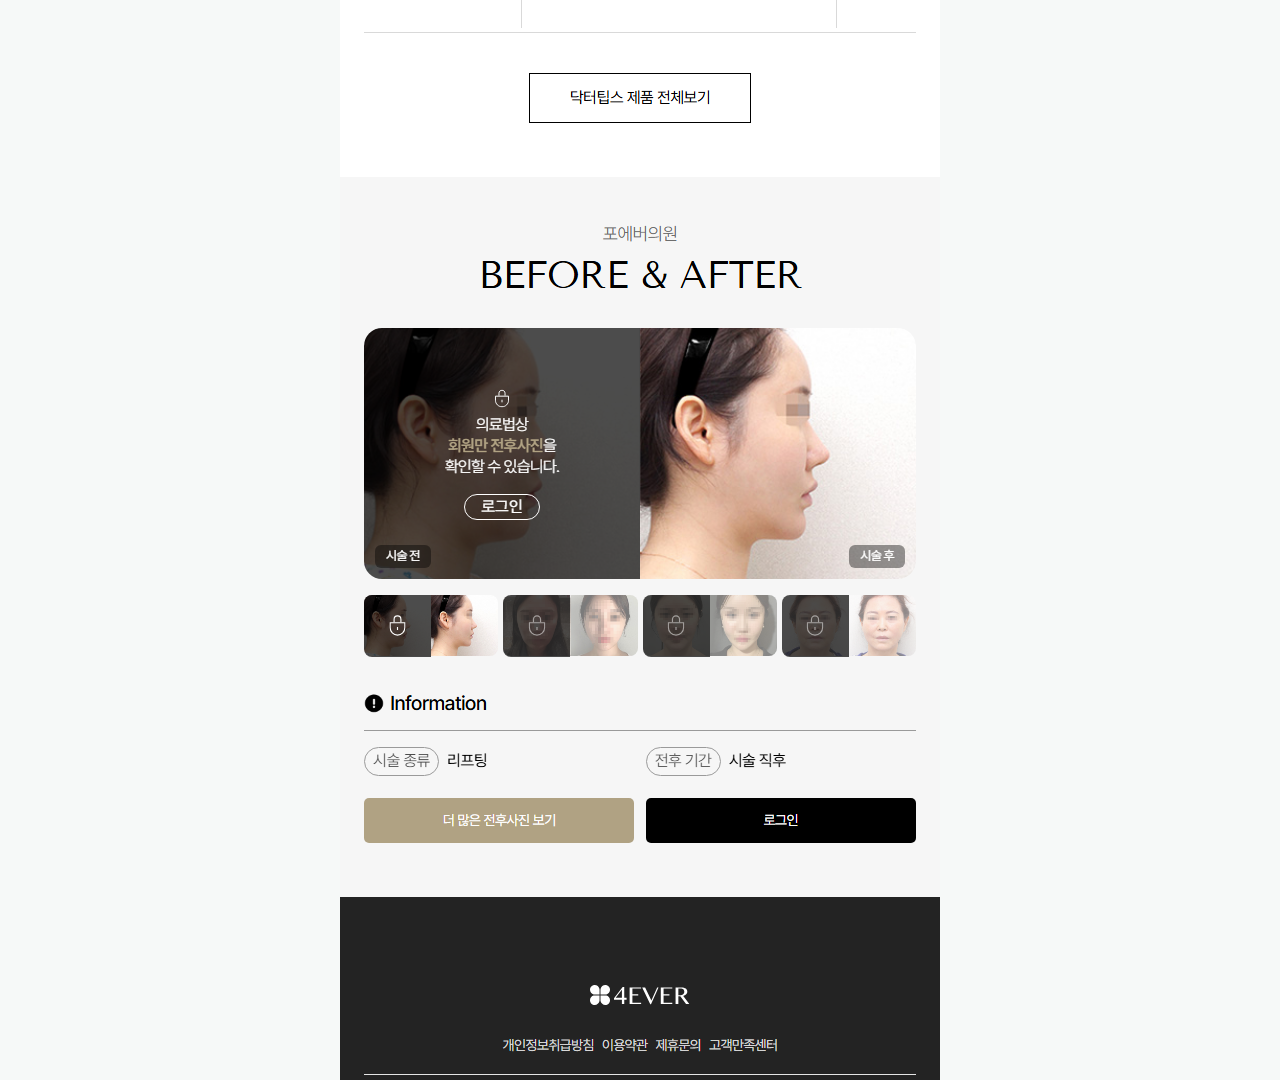 닥터팁스 제품 전체보기
포에버의원
BEFORE & AFTER
의료법상
회원만 전후사진을
확인할 수 있습니다.
로그인
시술 전
시술 후
Information
시술 종류 리프팅
전후 기간 시술 직후
더 많은 전후사진 보기
로그인
4EVER
개인정보취급방침 이용약관 제휴문의 고객만족센터